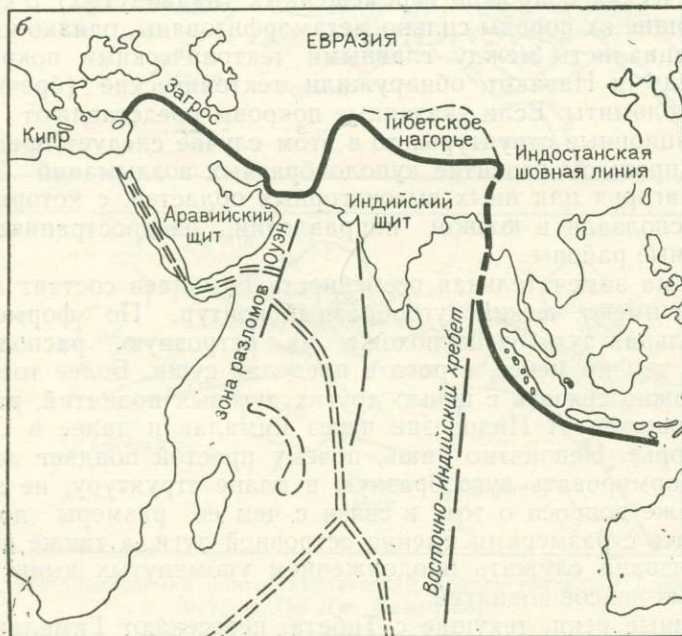 б
ЕВРАЗИЯ
Загрос
Кипр
Тибетское
нагорье
Индостанская
шовная линия
Аравийский
щит
Индийский
щит
зона разломов Оуэн
Восточно-Индийский хребет